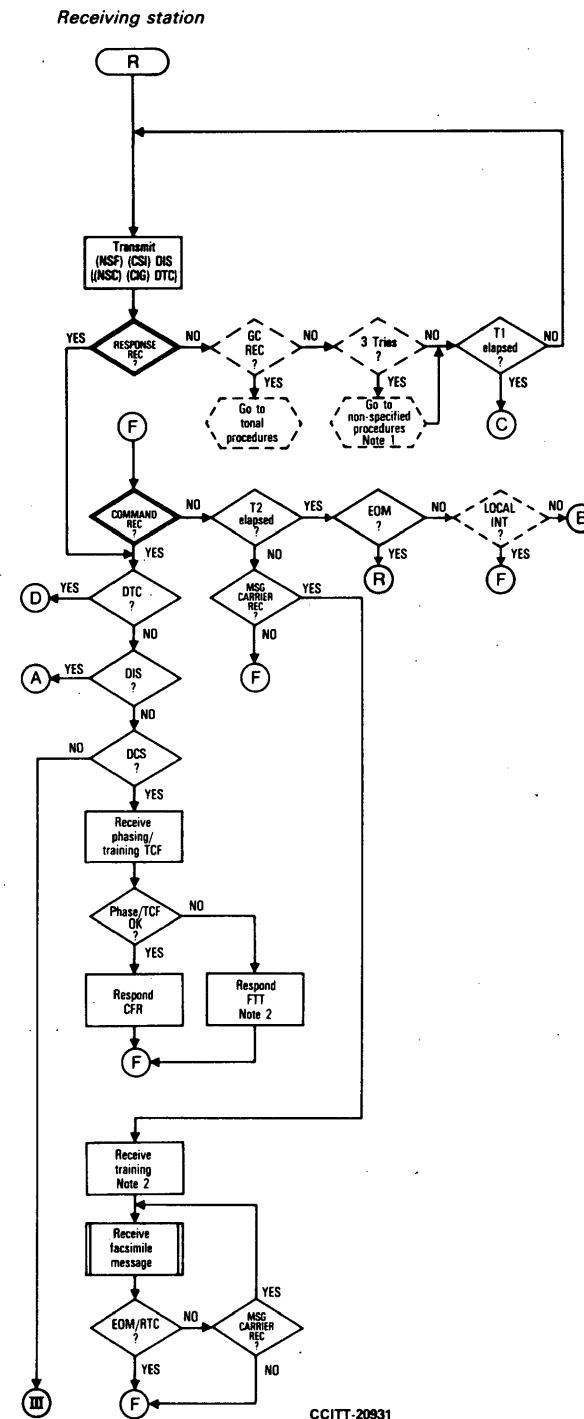 Receiving station
R
Transmit
(NSF) (CSI) DIS
((NSC) (CIG) DTC)
YES
RESPONSE
REC
?
NO
GC
REC
?
NO
3 Tries
?
NO
T1
elapsed
?
NO
YES
YES
YES
Go to
tonal
procedures
Go to
non-specified
procedures
Note 1
C
F
COMMAND
REC
?
NO
T2
elapsed
?
YES
EOM
?
NO
LOCAL
INT
?
NO
B
YES
NO
YES
YES
D
YES
DTC
?
MSG
CARRIER
REC
?
YES
R
F
NO
NO
A
YES
DIS
?
F
NO
NO
DCS
?
YES
Receive
phasing/
training TCF
Phase/TCF
OK
?
NO
YES
Respond
CFR
Respond
FTT
Note 2
F
Receive
training
Note 2
Receive
facsimile
message
YES
EOM/RTC
?
NO
MSG
CARRIER
REC
?
YES
NO
III
F
CCITT-20931